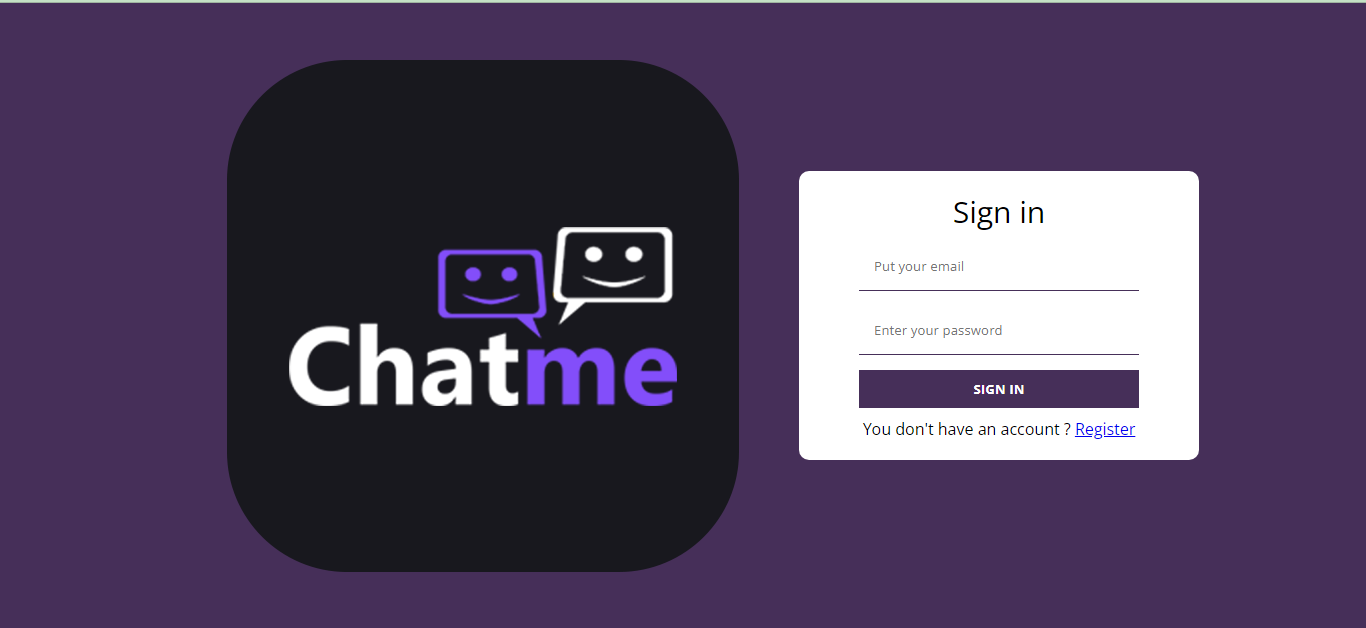 Chatme
Sign in
Put your email
Enter your password
SIGN IN
You don't have an account ? Register